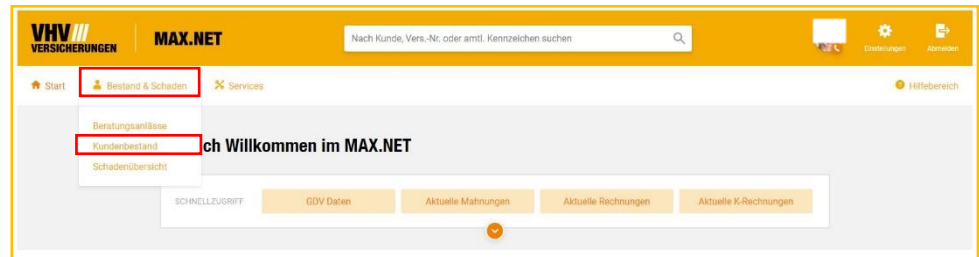 VHV///
VERSICHERUNGEN
MAX.NET
Nach Kunde, Vers.-Nr. oder amtl. Kennzeichen suchen
Einstellungen
Abmelden
Start
Bestand & Schaden
Services
Hilfebereich
Beratungsanlässe
Kundenbestand
Schadenübersicht
ch Willkommen im MAX.NET
SCHNELLZUGRIFF
GDV Daten
Aktuelle Mahnungen
Aktuelle Rechnungen
Aktuelle K-Rechnungen